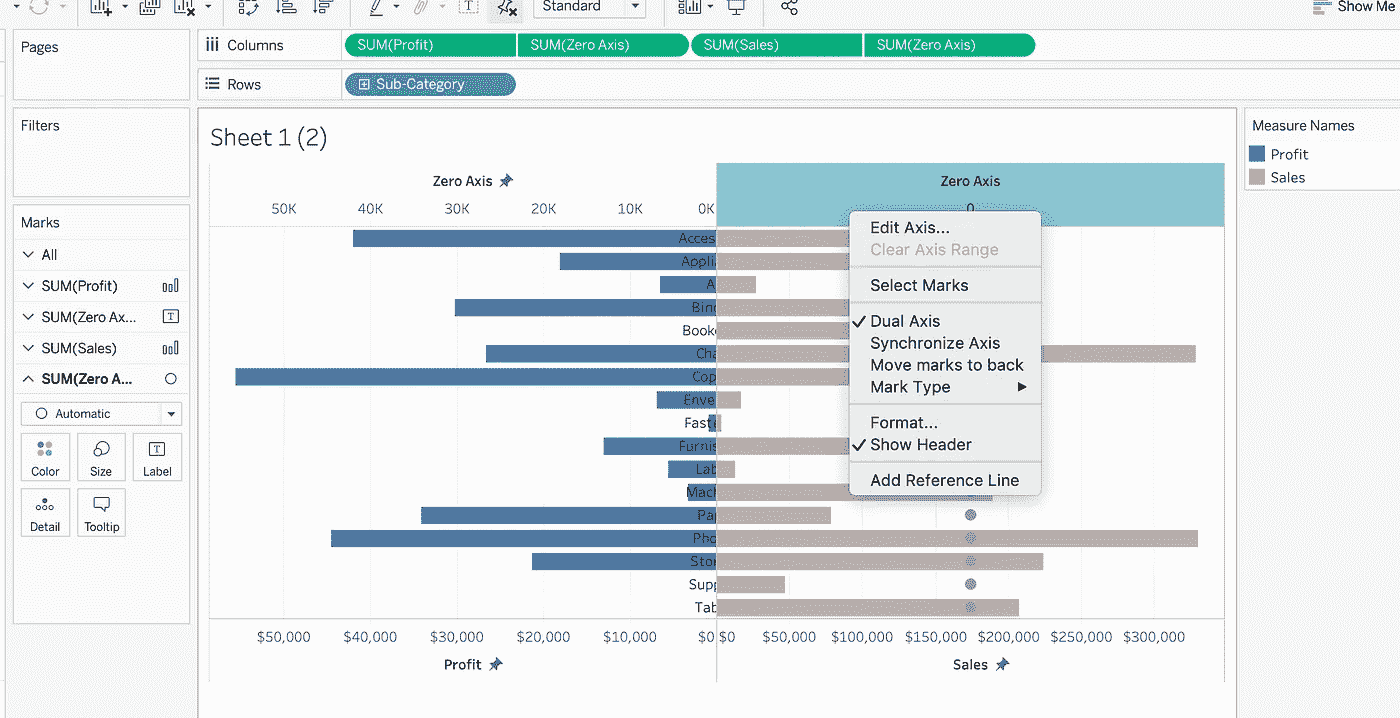 Standard
Show Me
Pages
Columns
SUM(Profit)
SUM(Zero Axis)
SUM(Sales)
SUM(Zero Axis)
Rows
Sub-Category
Filters
Marks
All
SUM(Profit)
SUM(Zero Ax...
T
SUM(Sales)
SUM(Zero A...
Automatic
Color
Size
Label
Detail
Tooltip
Sheet 1 (2)
Zero Axis
Zero Axis
50K 40K 30K 20K 10K 0K
0
Acces
Appli
A
Bind
Booke
Cha
Cop
Enve
Faste
Furnis
Lab
Mach
Pap
Pho
Stor
Supp
Tab
$50,000 $40,000 $30,000 $20,000 $10,000 $0
$0 $50,000 $100,000 $150,000 $200,000 $250,000 $300,000
Profit
Sales
Edit Axis...
Clear Axis Range
Select Marks
Dual Axis
Synchronize Axis
Move marks to back
Mark Type
Format...
Show Header
Add Reference Line
Measure Names
Profit
Sales